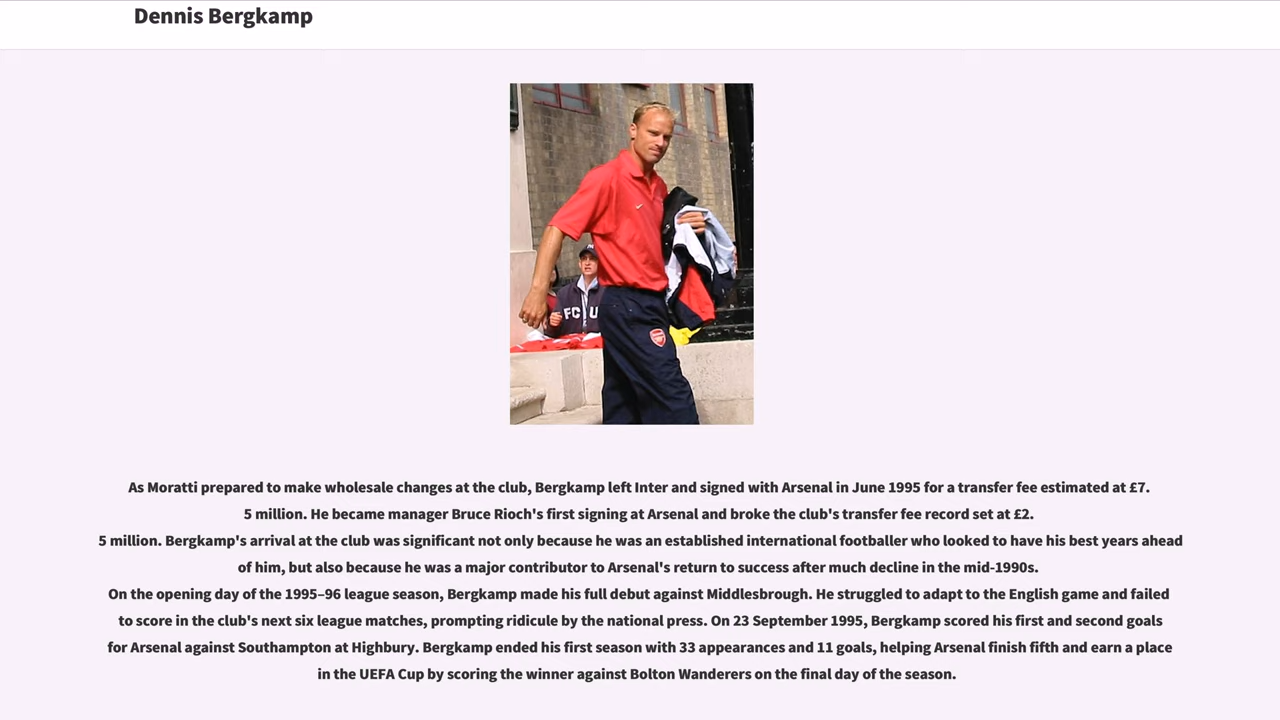 Dennis Bergkamp
FC U
As Moratti prepared to make wholesale changes at the club, Bergkamp left Inter and signed with Arsenal in June 1995 for a transfer fee estimated at £7.
5 million. He became manager Bruce Rioch's first signing at Arsenal and broke the club's transfer fee record set at £2.
5 million. Bergkamp's arrival at the club was significant not only because he was an established international footballer who looked to have his best years ahead
of him, but also because he was a major contributor to Arsenal's return to success after much decline in the mid-1990s.
On the opening day of the 1995–96 league season, Bergkamp made his full debut against Middlesbrough. He struggled to adapt to the English game and failed
to score in the club's next six league matches, prompting ridicule by the national press. On 23 September 1995, Bergkamp scored his first and second goals
for Arsenal against Southampton at Highbury. Bergkamp ended his first season with 33 appearances and 11 goals, helping Arsenal finish fifth and earn a place
in the UEFA Cup by scoring the winner against Bolton Wanderers on the final day of the season.